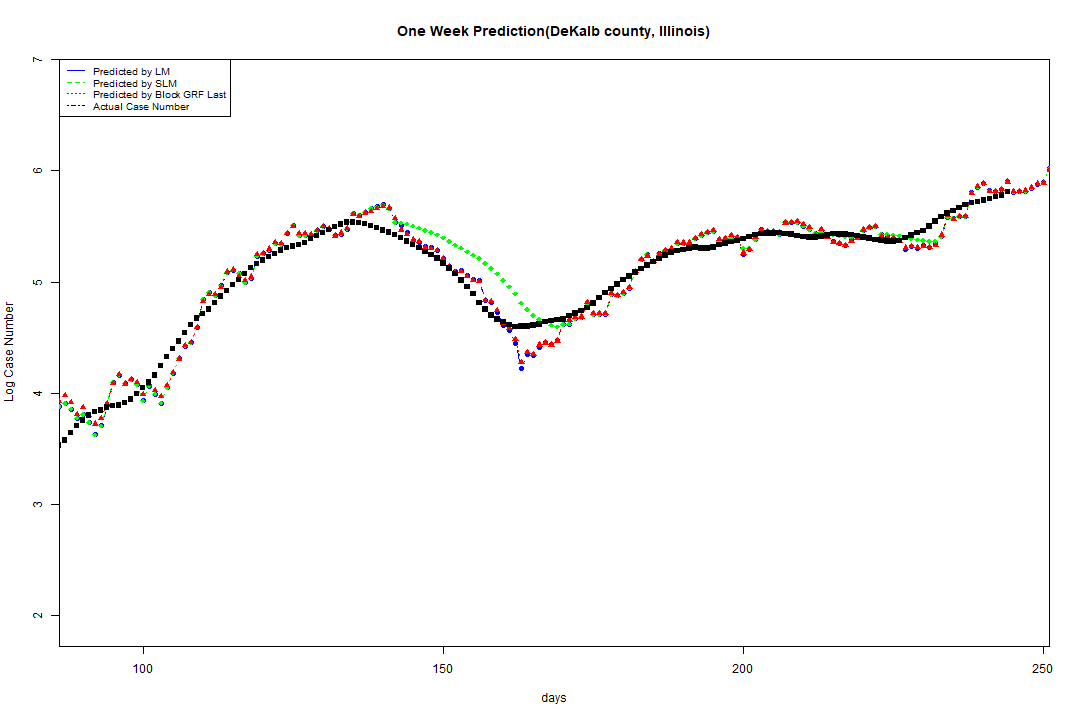 One Week Prediction(DeKalb county, Illinois)
Predicted by LM
Predicted by SLM
Predicted by Block GRF Last
Actual Case Number
7
6
5
4
3
2
Log Case Number
100 150 200 250
days